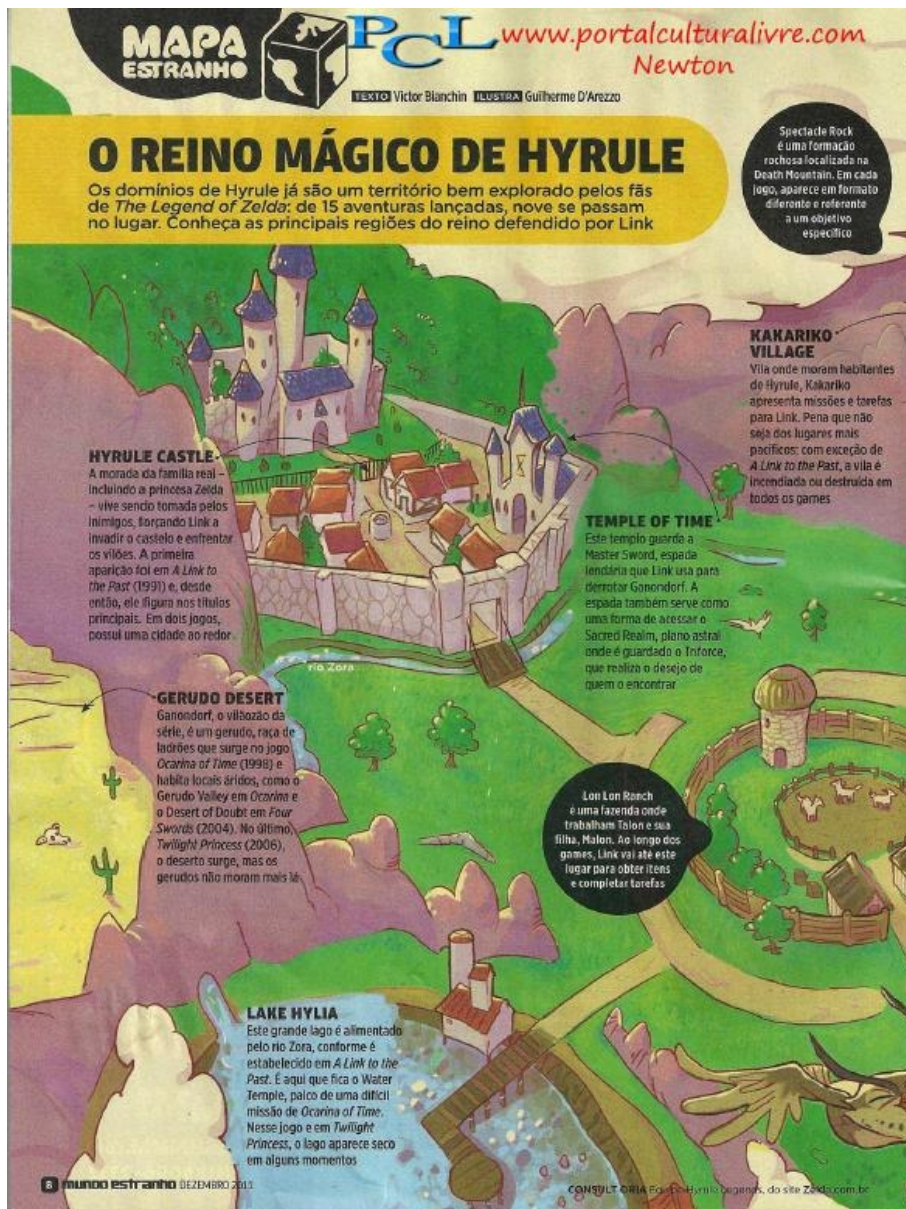 MAPA
ESTRANHO
PCL www.portalculturalivre.com
Newton
TEXTO Victor Bianchin ILUSTRA Guilherme D'Arezzo
O REINO MÁGICO DE HYRULE
Os domínios de Hyrule já são um território bem explorado pelos fãs
de The Legend of Zelda: de 15 aventuras lançadas, nove se passam
no lugar. Conheça as principais regiões do reino defendido por Link
Spectacle Rock
é uma formação
rochosa localizada na
Death Mountain. Em cada
jogo, aparece em formato
diferente e referente
a um objetivo
específico
KAKARIKO
VILLAGE
Vila onde moram habitantes
de Hyrule, Kakariko
apresenta missões e tarefas
para Link. Pena que não
seja dos lugares mais
pacíficos: com exceção de
A Link to the Past, a vila é
incendiada ou destruída em
todos os games
HYRULE CASTLE
A morada da família real –
incluindo a princesa Zelda
– vive sendo tomada pelos
inimigos, forçando Link a
invadir o castelo e enfrentar
os vilões. A primeira
aparição foi em A Link to
the Past (1991) e, desde
então, ele figura nos títulos
principais. Em dois jogos,
possui uma cidade ao redor
TEMPLE OF TIME
Este templo guarda a
Master Sword, espada
lendária que Link usa para
derrotar Ganondorf. A
espada também serve como
uma forma de acessar o
Sacred Realm, plano astral
onde é guardado o Triforce,
que realiza o desejo de
quem o encontrar
rio Zora
GERUDO DESERT
Ganondorf, o vilãozão da
série, é um gerudo, raça de
ladrões que surge no jogo
Ocarina of Time (1998) e
habita locais áridos, como o
Gerudo Valley em Ocarina e
o Desert of Doubt em Four
Swords (2004). No último,
Twilight Princess (2006),
o deserto surge, mas os
gerudos não moram mais lá
Lon Lon Ranch
é uma fazenda onde
trabalham Talon e sua
filha, Malon. Ao longo dos
games, Link vai até este
lugar para obter itens
e completar tarefas
LAKE HYLIA
Este grande lago é alimentado
pelo rio Zora, conforme é
estabelecido em A Link to the
Past. É aqui que fica o Water
Temple, palco de uma difícil
missão de Ocarina of Time.
Nesse jogo e em Twilight
Princess, o lago aparece seco
em alguns momentos
8 mundo estranho DEZEMBRO 2011
CONSULTORIA Equipe Hyrule Legends, do site Zelda.com.br